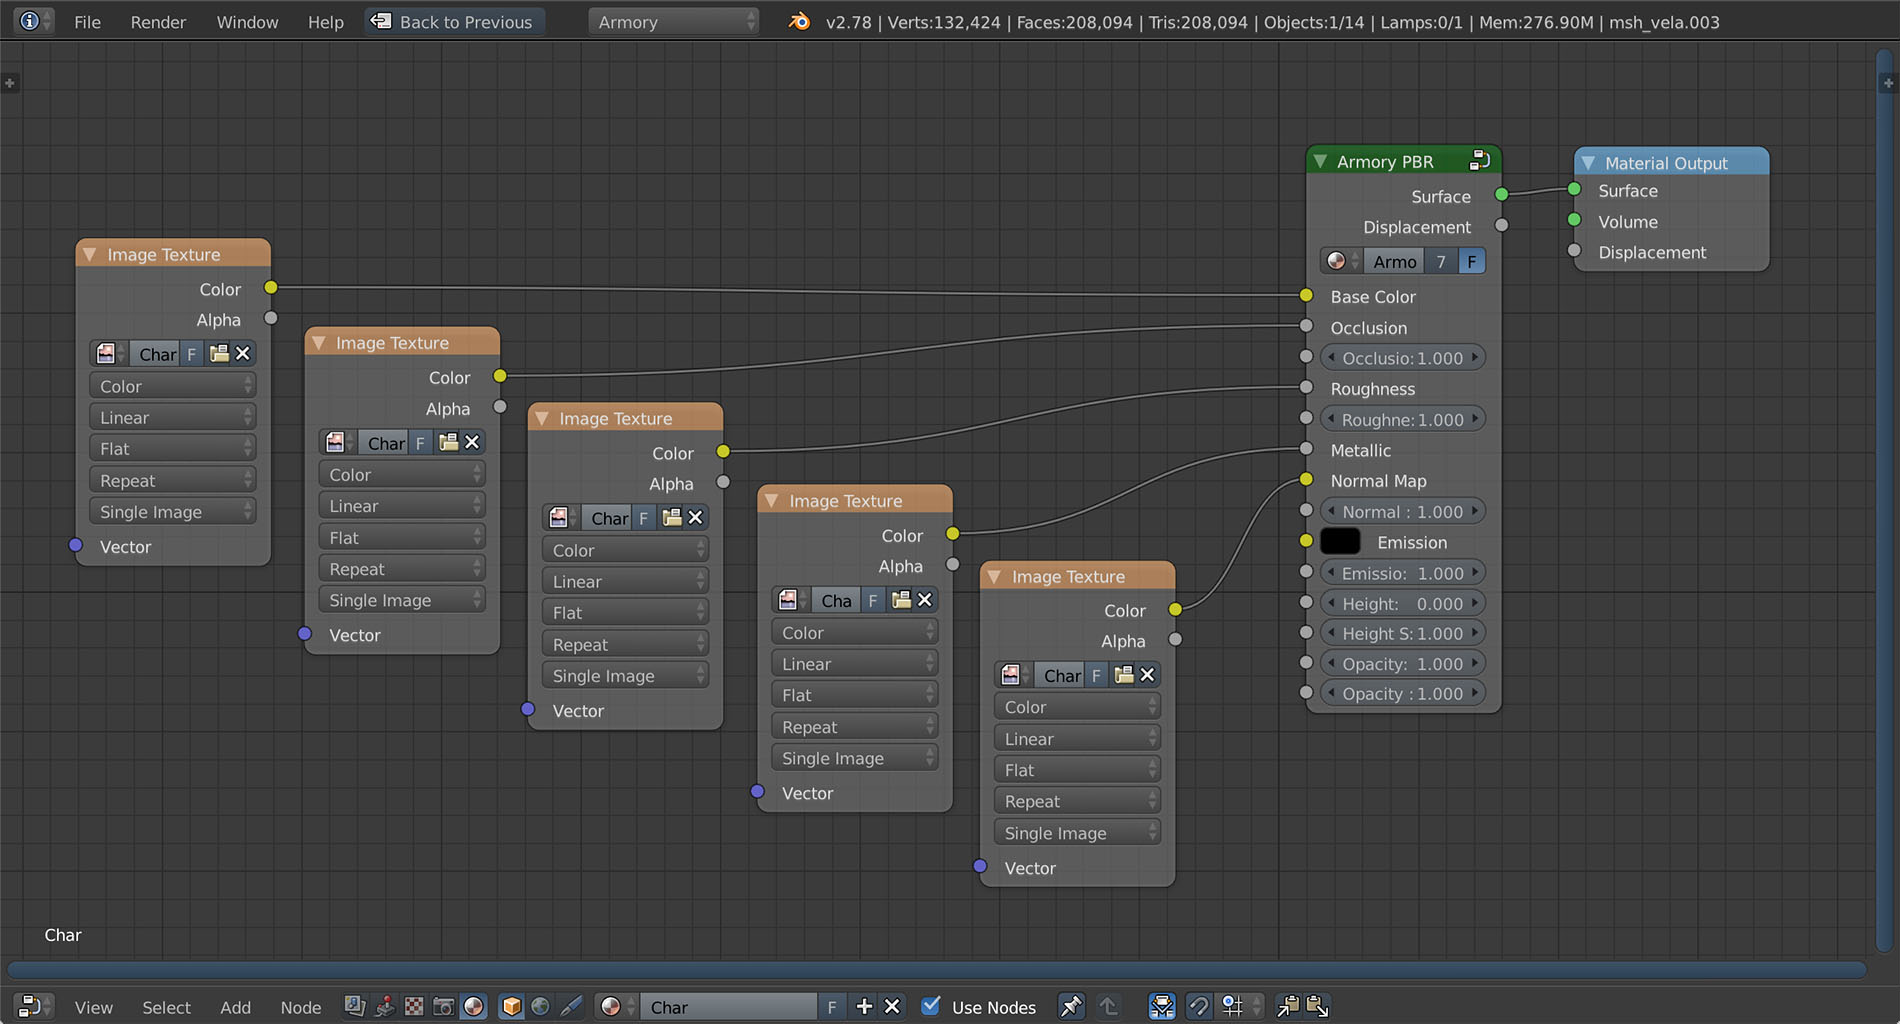 File Render Window Help Back to Previous Armory v2.78 | Verts:132,424 | Faces:208,094 | Tris:208,094 | Objects:1/14 | Lamps:0/1 | Mem:276.90M | msh_vela.003
Image Texture
Color
Alpha
Char F
Color
Linear
Flat
Repeat
Single Image
Vector
Image Texture
Color
Alpha
Char F
Color
Linear
Flat
Repeat
Single Image
Vector
Image Texture
Color
Alpha
Char F
Color
Linear
Flat
Repeat
Single Image
Vector
Image Texture
Color
Alpha
Cha F
Color
Linear
Flat
Repeat
Single Image
Vector
Image Texture
Color
Alpha
Char F
Color
Linear
Flat
Repeat
Single Image
Vector
Armory PBR
Surface
Displacement
Armo 7 F
Base Color
Occlusion
Occlusio: 1.000
Roughness
Roughne: 1.000
Metallic
Normal Map
Normal : 1.000
Emission
Emissio: 1.000
Height: 0.000
Height S: 1.000
Opacity: 1.000
Opacity : 1.000
Material Output
Surface
Volume
Displacement
Char
View Select Add Node Char F Use Nodes